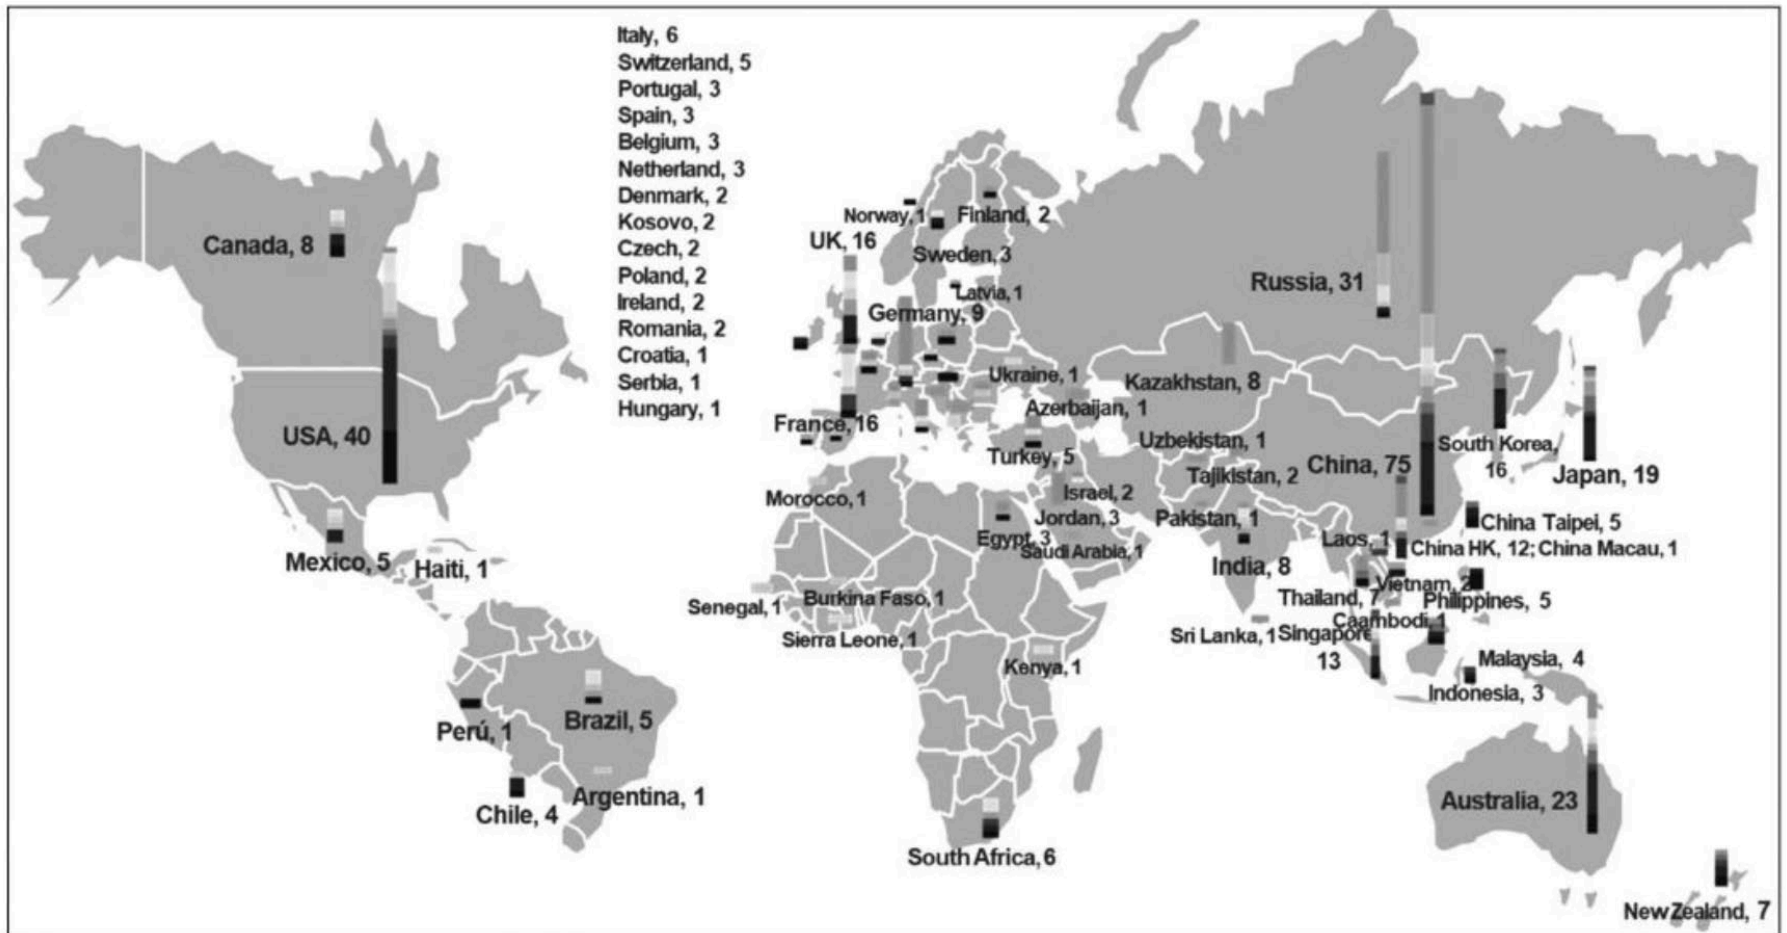 Italy, 6
Switzerland, 5
Portugal, 3
Spain, 3
Belgium, 3
Netherland, 3
Denmark, 2
Kosovo, 2
Czech, 2
Poland, 2
Ireland, 2
Romania, 2
Croatia, 1
Serbia, 1
Hungary, 1
Canada, 8
USA, 40
Mexico, 5
Haiti, 1
Perú, 1
Brazil, 5
Chile, 4
Argentina, 1
Norway, 1
Finland, 2
UK, 16
Sweden, 3
Latvia, 1
Germany, 9
Ukraine, 1
France, 16
Azerbaijan, 1
Turkey, 5
Morocco, 1
Israel, 2
Jordan, 3
Egypt, 3
Saudi Arabia, 1
Senegal, 1
Burkina Faso, 1
Sierra Leone, 1
Kenya, 1
South Africa, 6
Russia, 31
Kazakhstan, 8
Uzbekistan, 1
Tajikistan, 2
China, 75
South Korea,
16
Japan, 19
Pakistan, 1
India, 8
Laos, 1
China Taipei, 5
China HK, 12; China Macau, 1
Thailand, 7
Vietnam, 2
Philippines, 5
Caambodi, 1
Sri Lanka, 1
Singapore
13
Malaysia, 4
Indonesia, 3
Australia, 23
New Zealand, 7